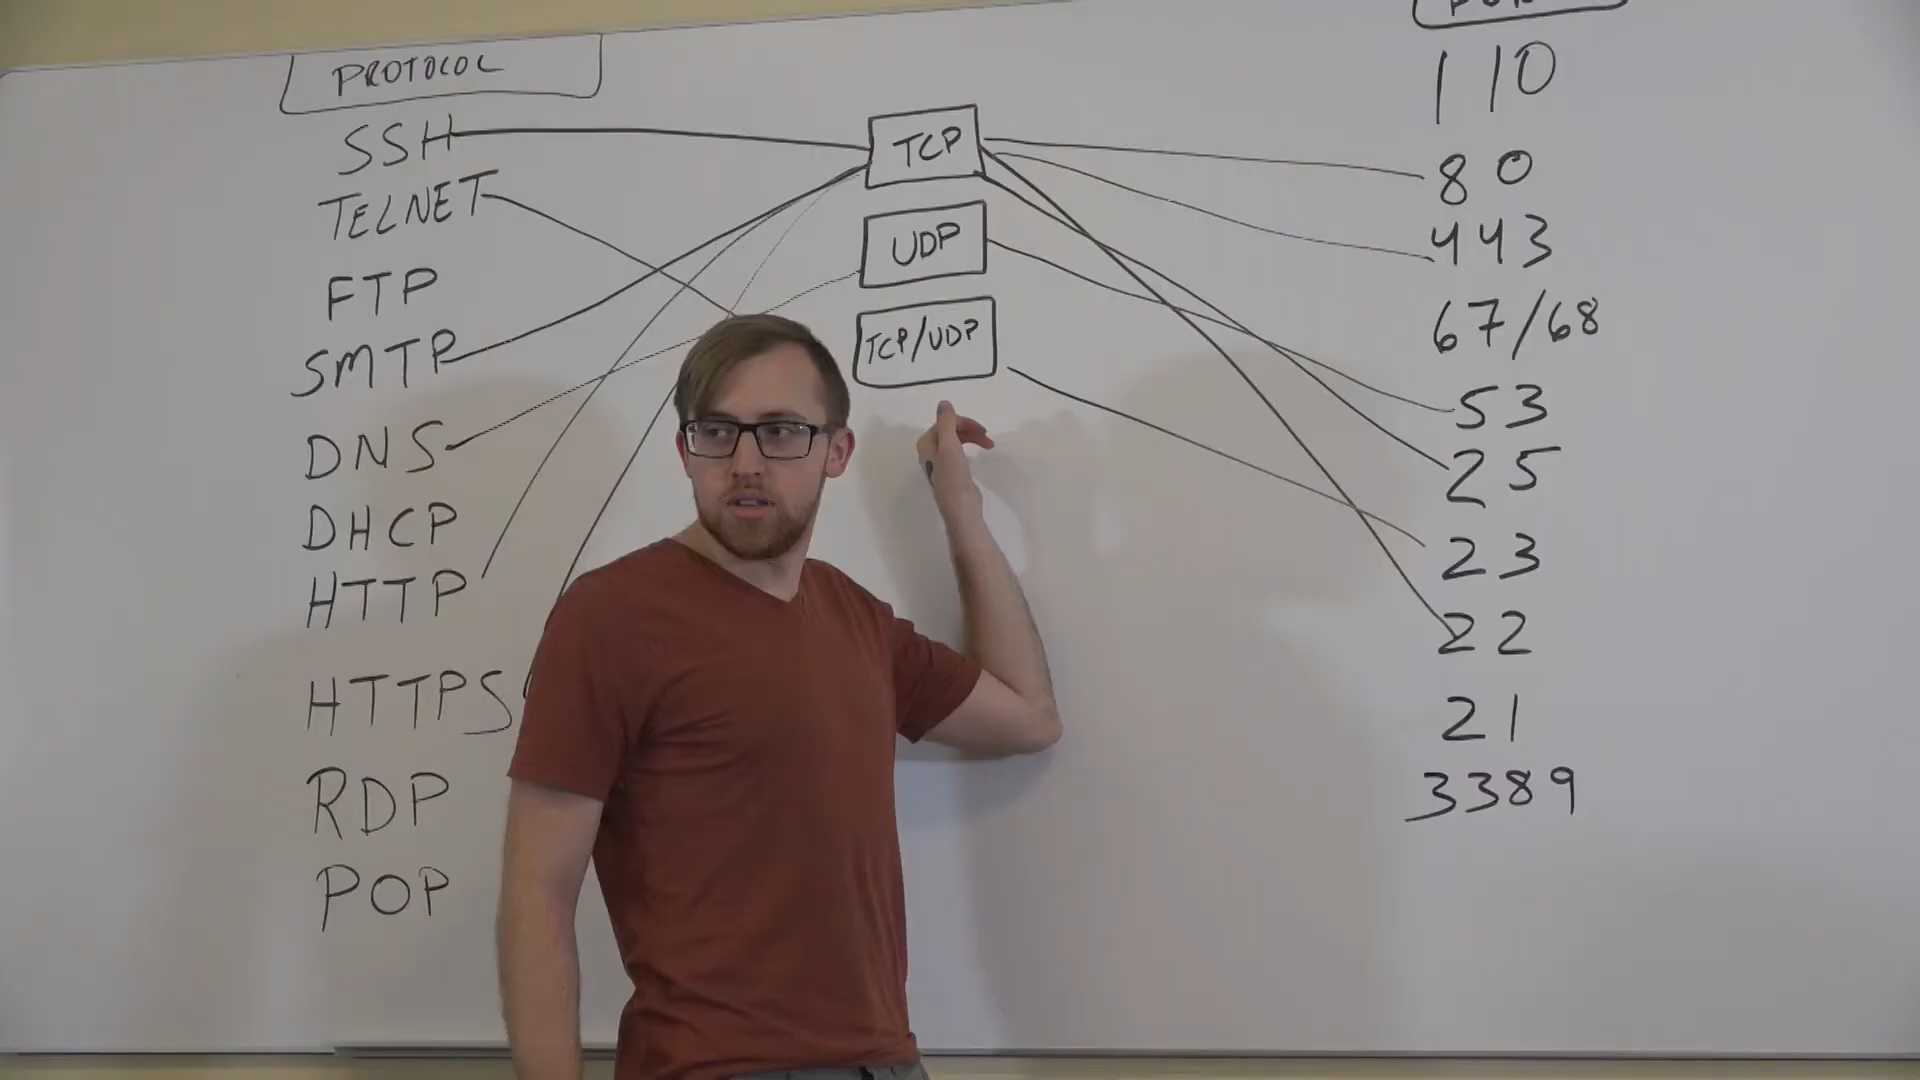 PROTOCOL
SSH
TELNET
FTP
SMTP
DNS
DHCP
HTTP
HTTPS
RDP
POP
TCP
UDP
TCP/UDP
110
80
443
67/68
53
25
23
22
21
3389